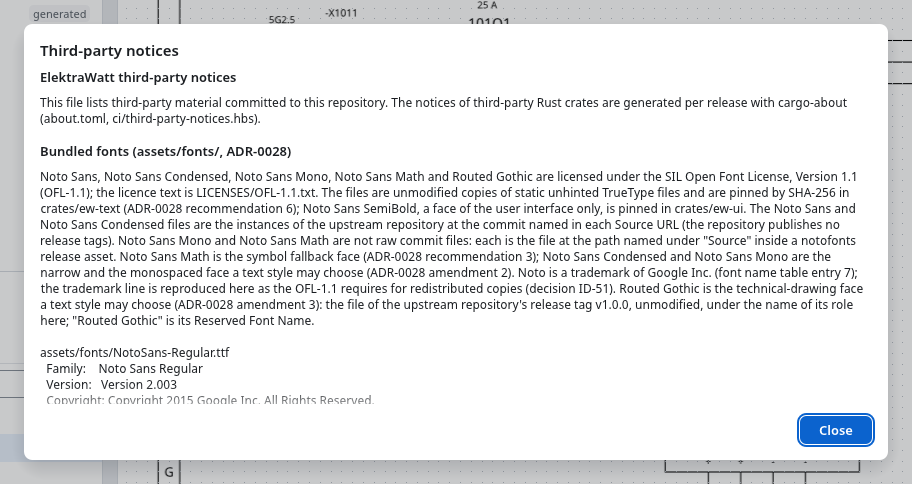 generated
5G2.5
-X1011
25 A
101Q1
Third-party notices
ElektraWatt third-party notices
This file lists third-party material committed to this repository. The notices of third-party Rust crates are generated per release with cargo-about
(about.toml, ci/third-party-notices.hbs).
Bundled fonts (assets/fonts/, ADR-0028)
Noto Sans, Noto Sans Condensed, Noto Sans Mono, Noto Sans Math and Routed Gothic are licensed under the SIL Open Font License, Version 1.1
(OFL-1.1); the licence text is LICENSES/OFL-1.1.txt. The files are unmodified copies of static unhinted TrueType files and are pinned by SHA-256 in
crates/ew-text (ADR-0028 recommendation 6); Noto Sans SemiBold, a face of the user interface only, is pinned in crates/ew-ui. The Noto Sans and
Noto Sans Condensed files are the instances of the upstream repository at the commit named in each Source URL (the repository publishes no
release tags). Noto Sans Mono and Noto Sans Math are not raw commit files: each is the file at the path named under "Source" inside a notofonts
release asset. Noto Sans Math is the symbol fallback face (ADR-0028 recommendation 3); Noto Sans Condensed and Noto Sans Mono are the
narrow and the monospaced face a text style may choose (ADR-0028 amendment 2). Noto is a trademark of Google Inc. (font name table entry 7);
the trademark line is reproduced here as the OFL-1.1 requires for redistributed copies (decision ID-51). Routed Gothic is the technical-drawing face
a text style may choose (ADR-0028 amendment 3): the file of the upstream repository's release tag v1.0.0, unmodified, under the name of its role
here; "Routed Gothic" is its Reserved Font Name.
assets/fonts/NotoSans-Regular.ttf
Family: Noto Sans Regular
Version: Version 2.003
Copyright: Copyright 2015 Google Inc. All Rights Reserved.
Close
G